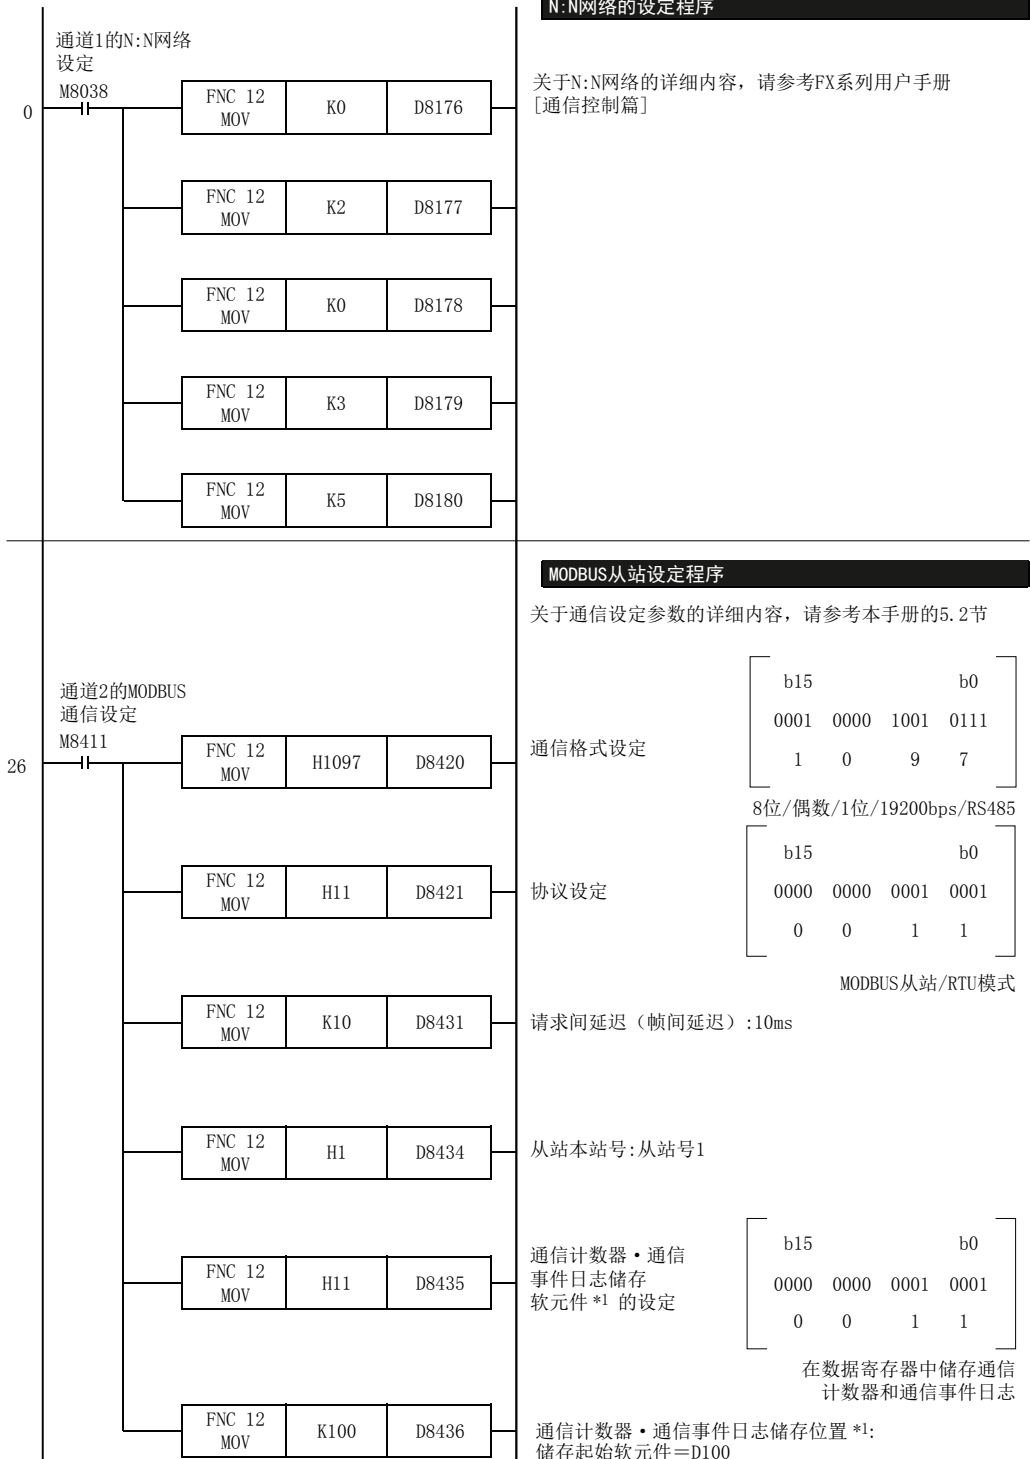 N:N网络的设定程序
通道1的N:N网络
设定
M8038
0
FNC 12
MOV
K0
D8176
关于N:N网络的详细内容，请参考FX系列用户手册
[通信控制篇]
FNC 12
MOV
K2
D8177
FNC 12
MOV
K0
D8178
FNC 12
MOV
K3
D8179
FNC 12
MOV
K5
D8180
MODBUS从站设定程序
关于通信设定参数的详细内容，请参考本手册的5.2节
通道2的MODBUS
通信设定
M8411
26
FNC 12
MOV
H1097
D8420
通信格式设定
b15 b0
0001 0000 1001 0111
1 0 9 7
8位/偶数/1位/19200bps/RS485
FNC 12
MOV
H11
D8421
协议设定
b15 b0
0000 0000 0001 0001
0 0 1 1
MODBUS从站/RTU模式
FNC 12
MOV
K10
D8431
请求间延迟（帧间延迟）:10ms
FNC 12
MOV
H1
D8434
从站本站号:从站号1
FNC 12
MOV
H11
D8435
通信计数器・通信
事件日志储存
软元件 *1 的设定
b15 b0
0000 0000 0001 0001
0 0 1 1
在数据寄存器中储存通信
计数器和通信事件日志
FNC 12
MOV
K100
D8436
通信计数器・通信事件日志储存位置 *1:
储存起始软元件＝D100